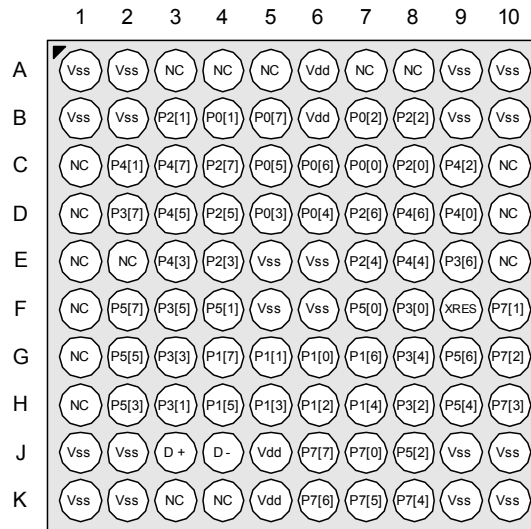 1 2 3 4 5 6 7 8 9 10
A Vss Vss NC NC NC Vdd NC NC Vss Vss
B Vss Vss P2[1] P0[1] P0[7] Vdd P0[2] P2[2] Vss Vss
C NC P4[1] P4[7] P2[7] P0[5] P0[6] P0[0] P2[0] P4[2] NC
D NC P3[7] P4[5] P2[5] P0[3] P0[4] P2[6] P4[6] P4[0] NC
E NC NC P4[3] P2[3] Vss Vss P2[4] P4[4] P3[6] NC
F NC P5[7] P3[5] P5[1] Vss Vss P5[0] P3[0] XRES P7[1]
G NC P5[5] P3[3] P1[7] P1[1] P1[0] P1[6] P3[4] P5[6] P7[2]
H NC P5[3] P3[1] P1[5] P1[3] P1[2] P1[4] P3[2] P5[4] P7[3]
J Vss Vss D + D - Vdd P7[7] P7[0] P5[2] Vss Vss
K Vss Vss NC NC Vdd P7[6] P7[5] P7[4] Vss Vss